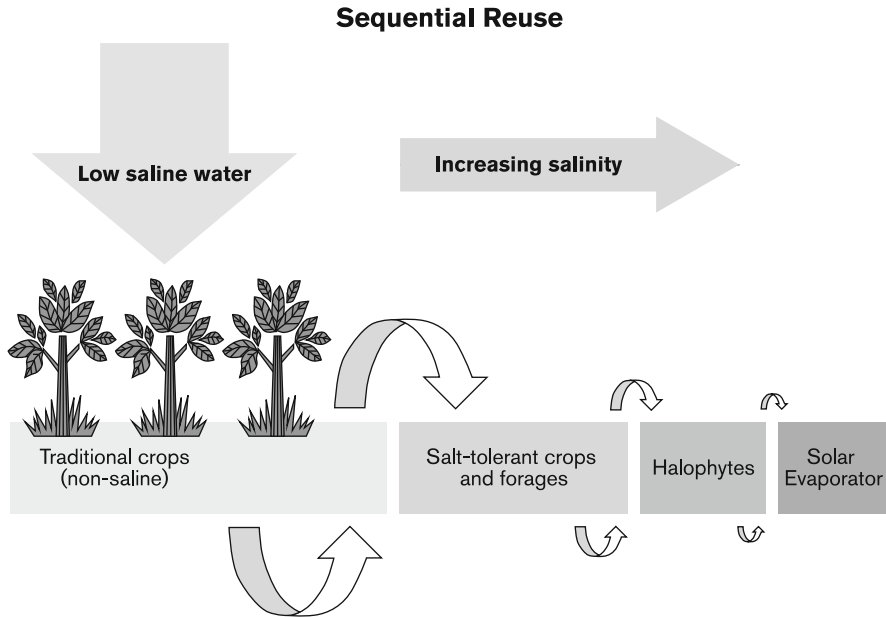 Sequential Reuse
Low saline water
Increasing salinity
Traditional crops
(non-saline)
Salt-tolerant crops
and forages
Halophytes
Solar
Evaporator